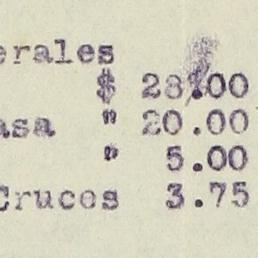 erales
$ 28.00
asa " 20.00
" 5.00
Cruces 3.75